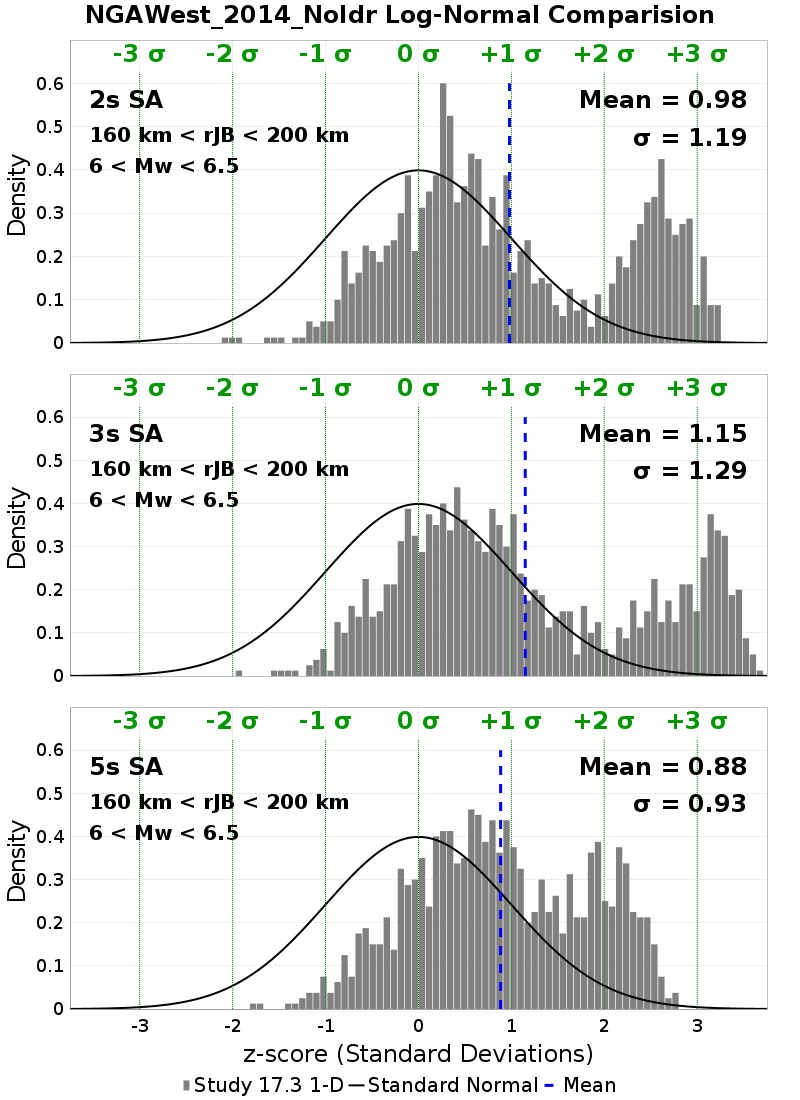 NGAWest_2014_NoIdr Log-Normal Comparision
-3 σ -2 σ -1 σ 0 σ +1 σ +2 σ +3 σ
2s SA
Mean = 0.98
160 km < rJB < 200 km
σ = 1.19
6 < Mw < 6.5
Density
0.6
0.5
0.4
0.3
0.2
0.1
0
-3 σ -2 σ -1 σ 0 σ +1 σ +2 σ +3 σ
3s SA
Mean = 1.15
160 km < rJB < 200 km
σ = 1.29
6 < Mw < 6.5
Density
0.6
0.5
0.4
0.3
0.2
0.1
0
-3 σ -2 σ -1 σ 0 σ +1 σ +2 σ +3 σ
5s SA
Mean = 0.88
160 km < rJB < 200 km
σ = 0.93
6 < Mw < 6.5
Density
0.6
0.5
0.4
0.3
0.2
0.1
0
-3 -2 -1 0 1 2 3
z-score (Standard Deviations)
Study 17.3 1-D Standard Normal Mean